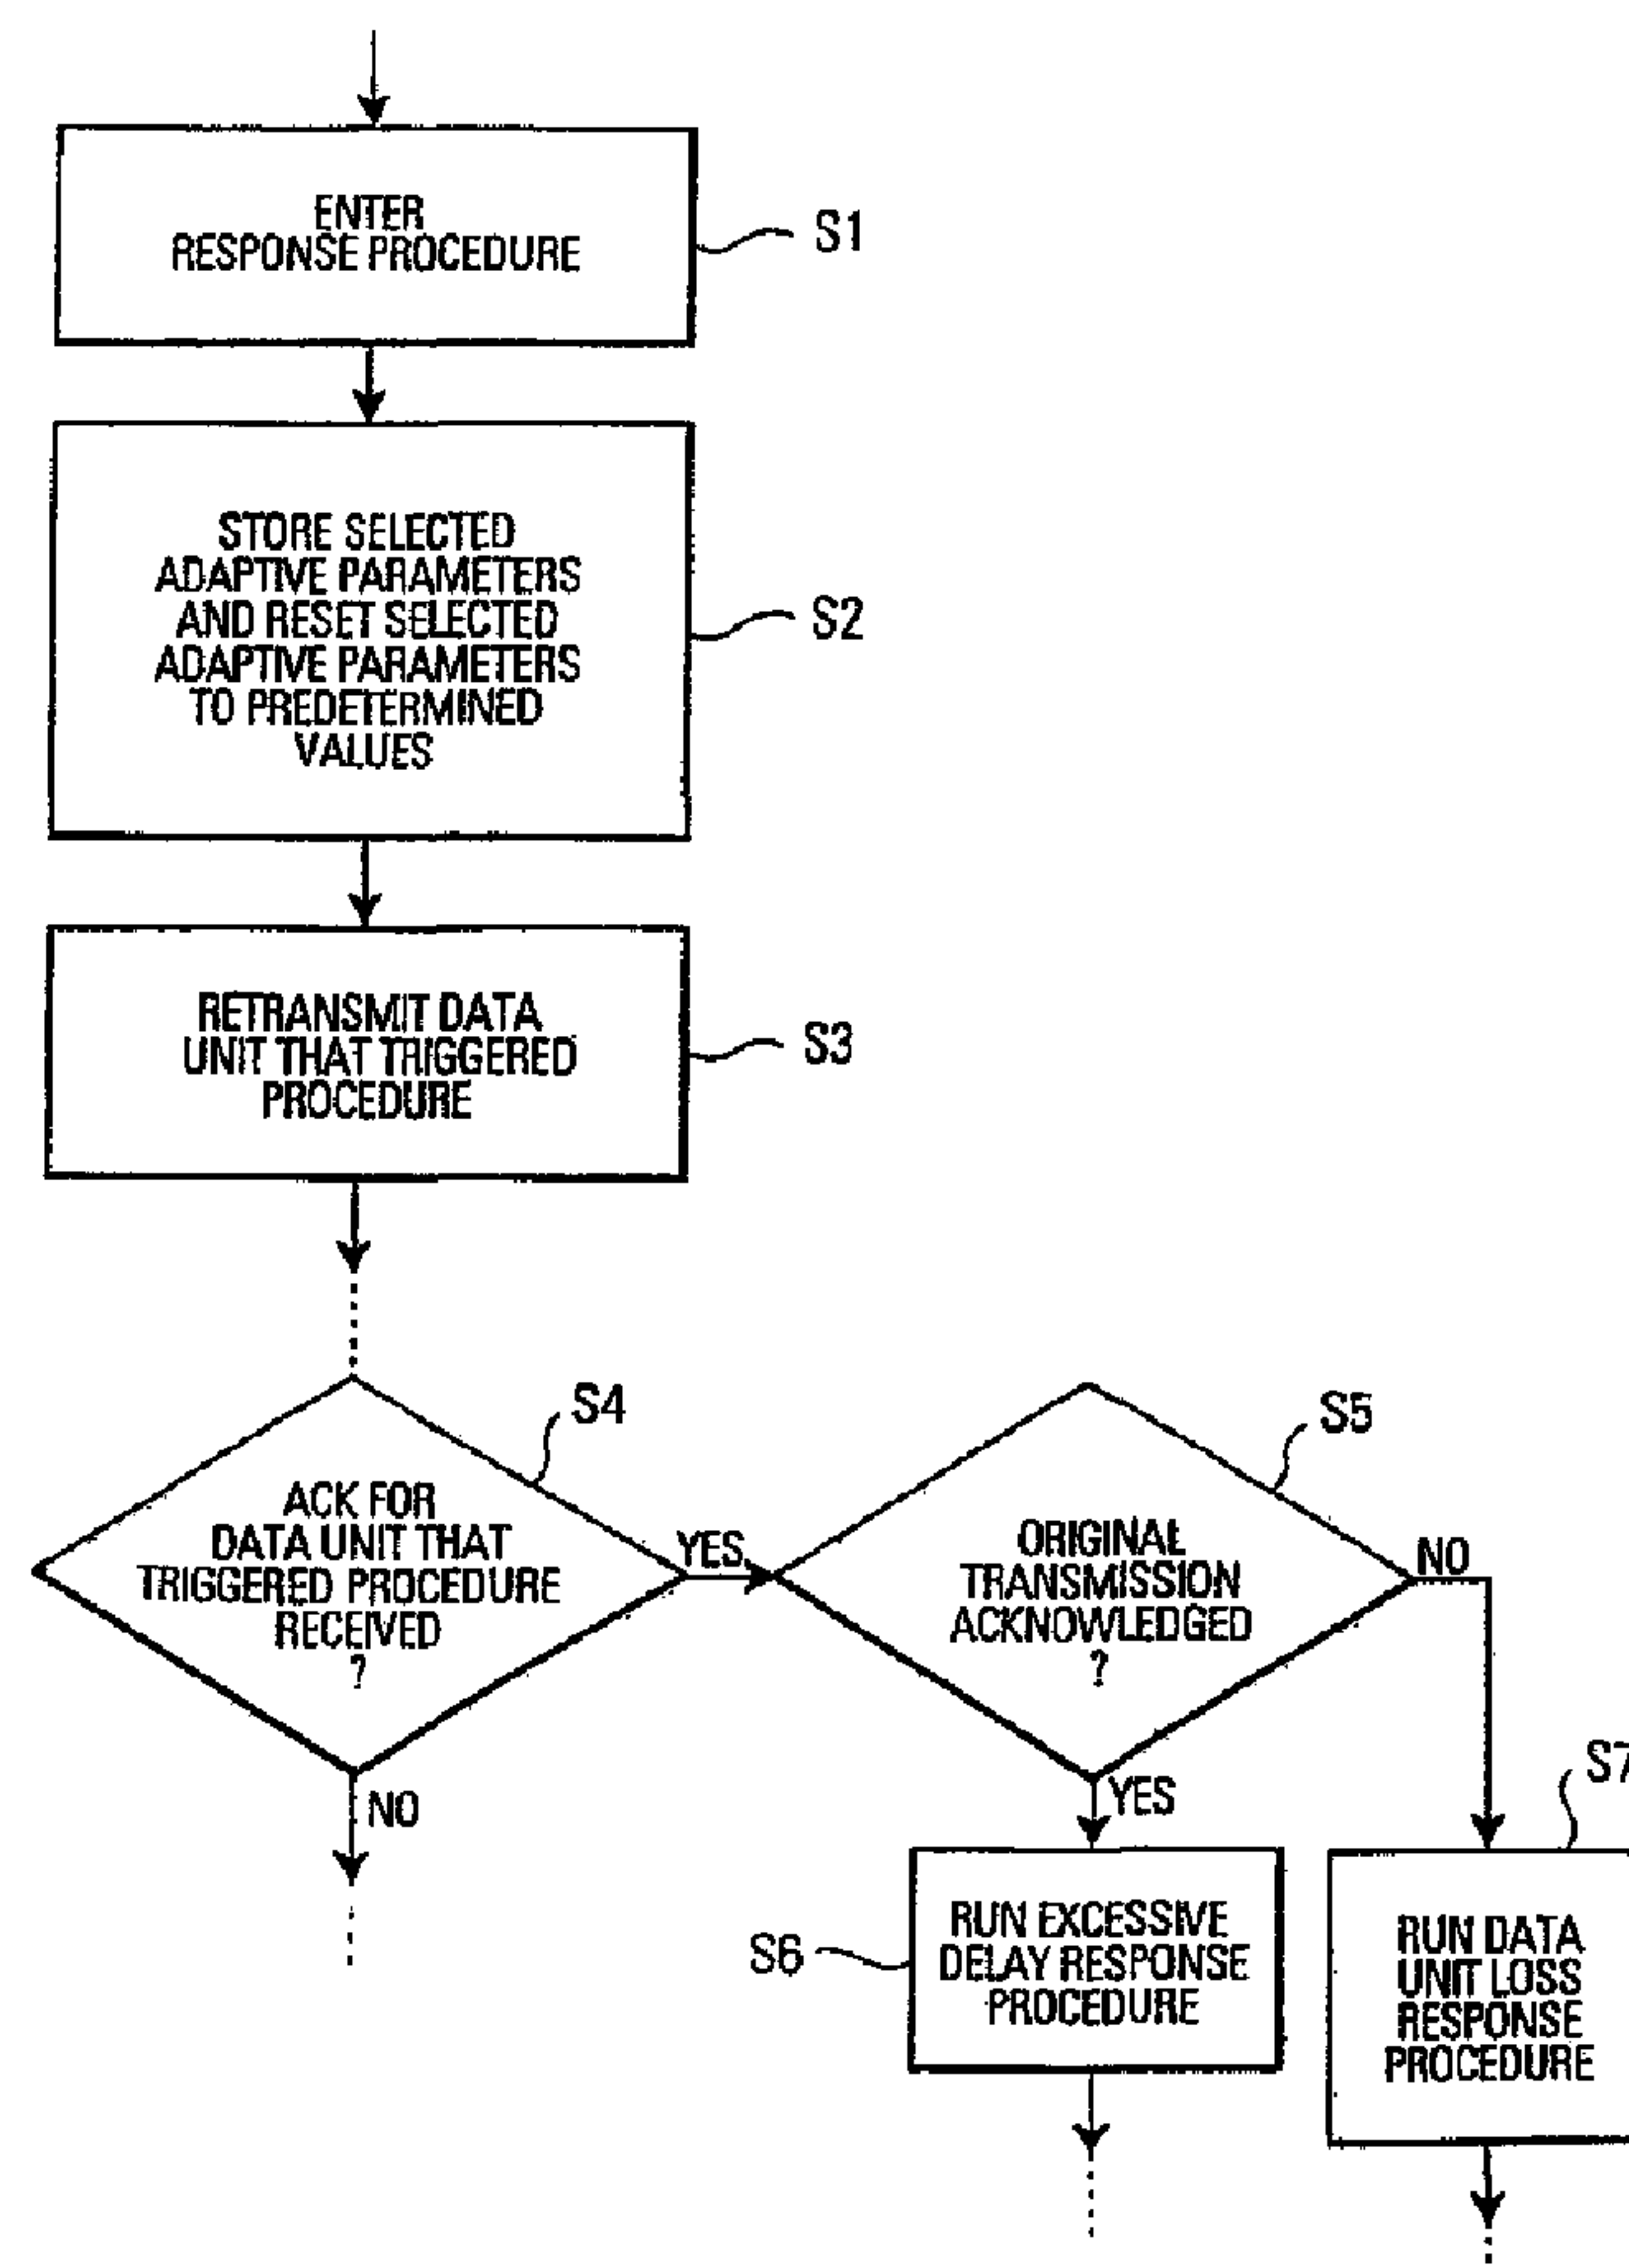 ENTER
RESPONSE PROCEDURE
S1
STORE SELECTED
ADAPTIVE PARAMETERS
AND RESET SELECTED
ADAPTIVE PARAMETERS
TO PREDETERMINED
VALUES
S2
RETRANSMIT DATA
UNIT THAT TRIGGERED
PROCEDURE
S3
S4
ACK FOR
DATA UNIT THAT
TRIGGERED PROCEDURE
RECEIVED
?
YES
NO
S5
ORIGINAL
TRANSMISSION
ACKNOWLEDGED
?
NO
YES
S6
RUN EXCESSIVE
DELAY RESPONSE
PROCEDURE
S7
RUN DATA
UNIT LOSS
RESPONSE
PROCEDURE